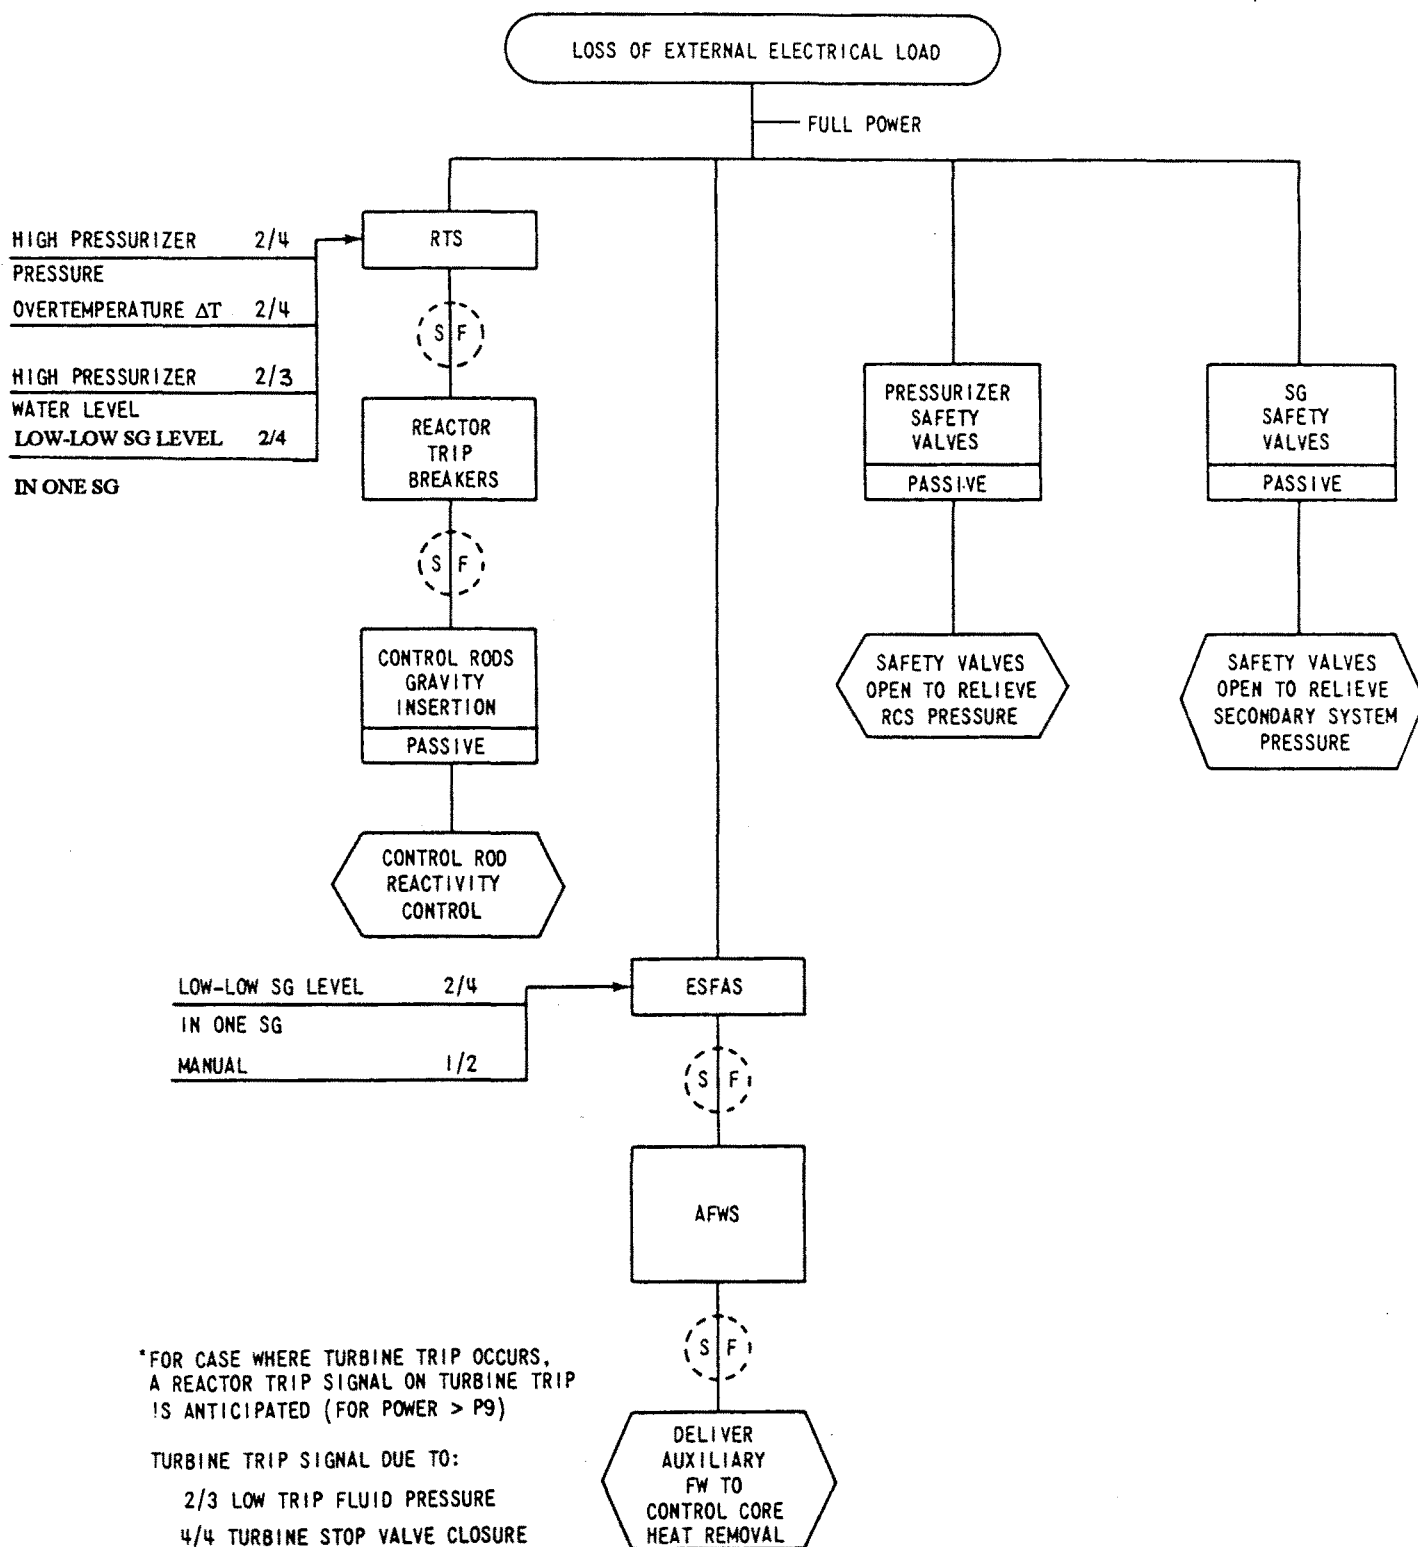 LOSS OF EXTERNAL ELECTRICAL LOAD
FULL POWER
HIGH PRESSURIZER 2/4
PRESSURE
OVERTEMPERATURE ΔT 2/4
HIGH PRESSURIZER 2/3
WATER LEVEL
LOW-LOW SG LEVEL 2/4
IN ONE SG
RTS
S F
REACTOR
TRIP
BREAKERS
S F
CONTROL RODS
GRAVITY
INSERTION
PASSIVE
CONTROL ROD
REACTIVITY
CONTROL
PRESSURIZER
SAFETY
VALVES
PASSIVE
SAFETY VALVES
OPEN TO RELIEVE
RCS PRESSURE
SG
SAFETY
VALVES
PASSIVE
SAFETY VALVES
OPEN TO RELIEVE
SECONDARY SYSTEM
PRESSURE
LOW-LOW SG LEVEL 2/4
IN ONE SG
MANUAL 1/2
ESFAS
S F
AFWS
S F
DELIVER
AUXILIARY
FW TO
CONTROL CORE
HEAT REMOVAL
*FOR CASE WHERE TURBINE TRIP OCCURS,
A REACTOR TRIP SIGNAL ON TURBINE TRIP
IS ANTICIPATED (FOR POWER > P9)
TURBINE TRIP SIGNAL DUE TO:
2/3 LOW TRIP FLUID PRESSURE
4/4 TURBINE STOP VALVE CLOSURE